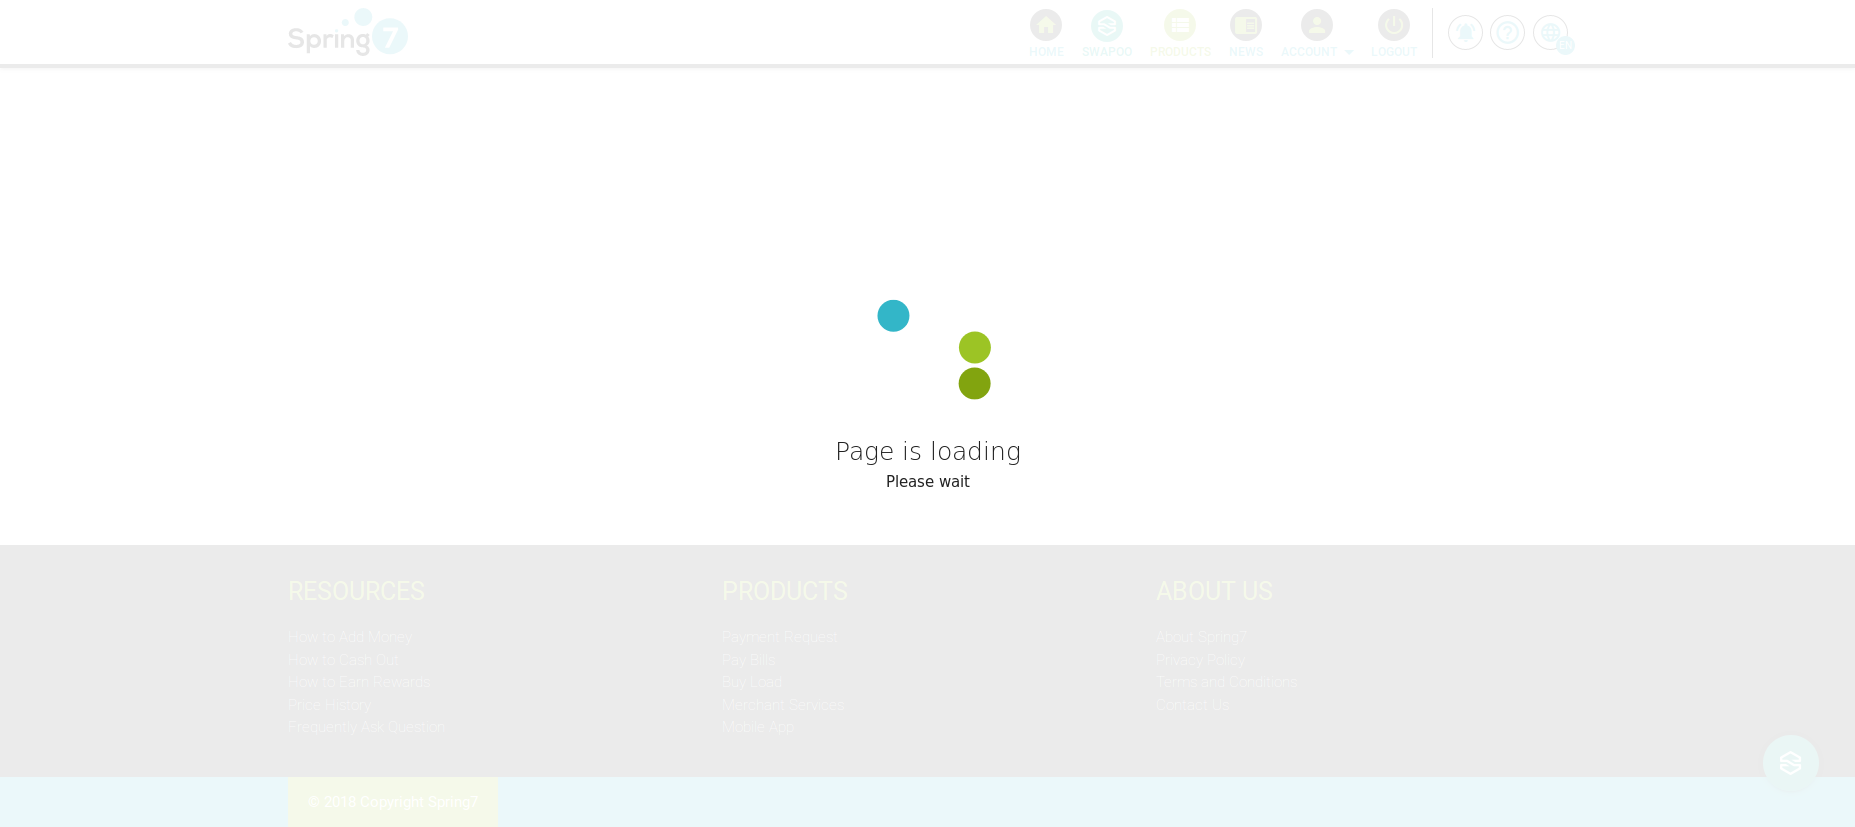 Spring 7
HOME SWAPOO PRODUCTS NEWS ACCOUNT LOGOUT EN
Page is loading
Please wait
RESOURCES
How to Add Money
How to Cash Out
How to Earn Rewards
Price History
Frequently Ask Question
PRODUCTS
Payment Request
Pay Bills
Buy Load
Merchant Services
Mobile App
ABOUT US
About Spring7
Privacy Policy
Terms and Conditions
Contact Us
© 2018 Copyright Spring7